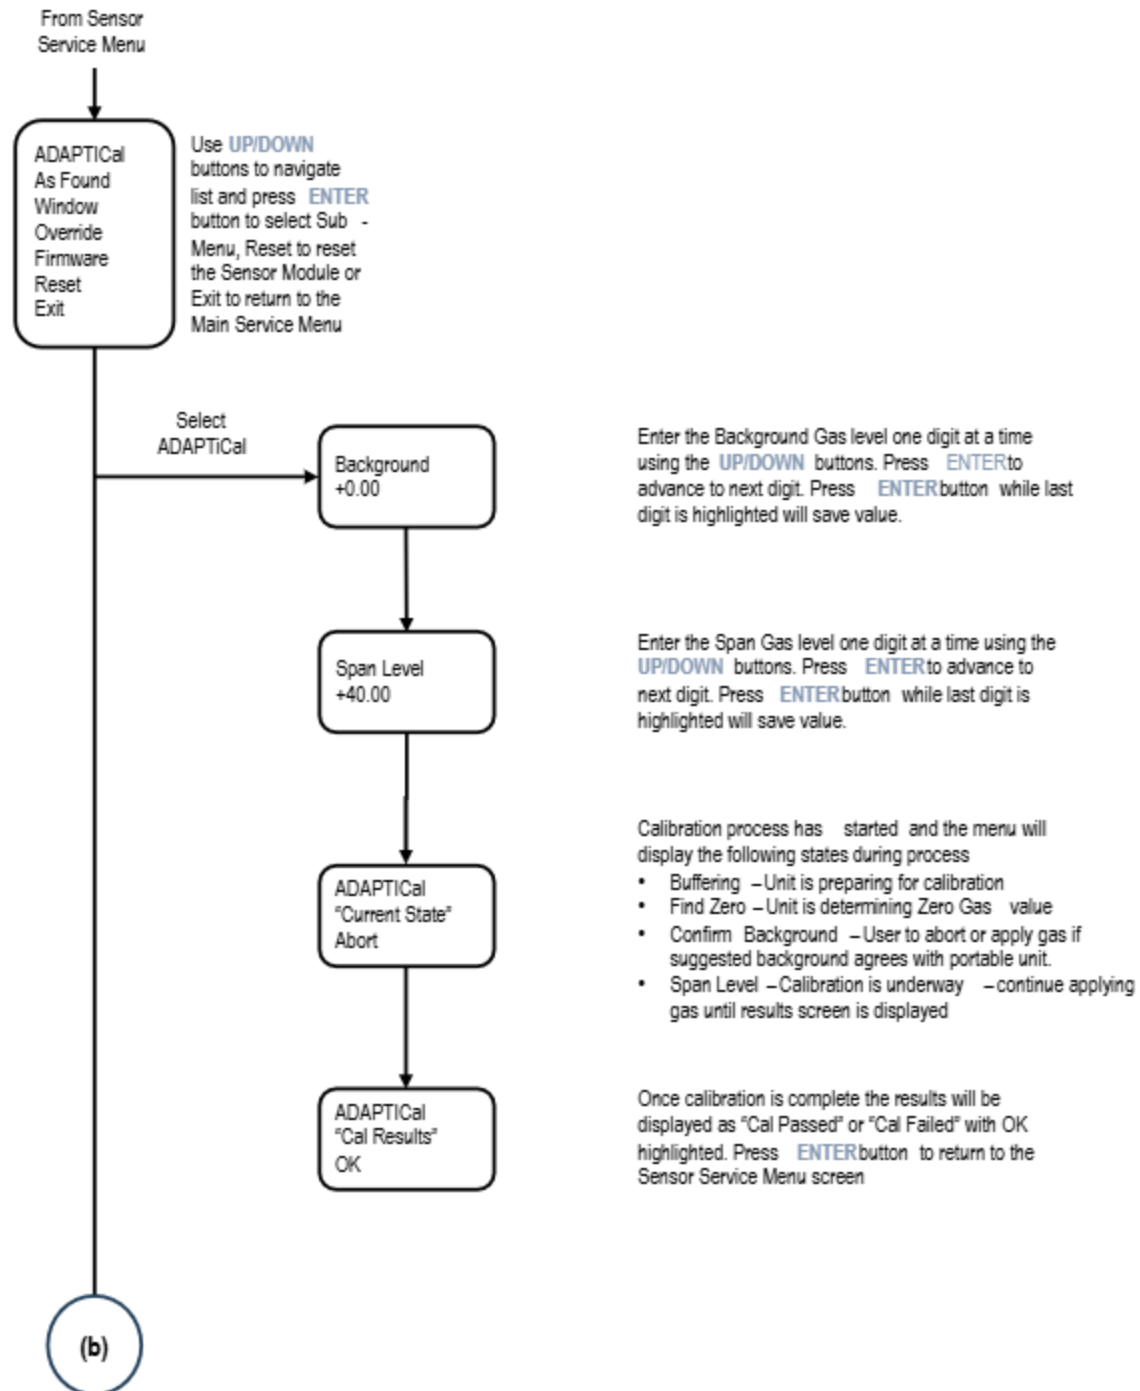 From Sensor
Service Menu
ADAPTICal
As Found
Window
Override
Firmware
Reset
Exit
Use UP/DOWN
buttons to navigate
list and press ENTER
button to select Sub -
Menu, Reset to reset
the Sensor Module or
Exit to return to the
Main Service Menu
Select
ADAPTiCal
Background
+0.00
Enter the Background Gas level one digit at a time
using the UP/DOWN buttons. Press ENTERto
advance to next digit. Press ENTERbutton while last
digit is highlighted will save value.
Span Level
+40.00
Enter the Span Gas level one digit at a time using the
UP/DOWN buttons. Press ENTERto advance to
next digit. Press ENTERbutton while last digit is
highlighted will save value.
ADAPTICal
"Current State"
Abort
Calibration process has started and the menu will
display the following states during process
• Buffering –Unit is preparing for calibration
• Find Zero –Unit is determining Zero Gas value
• Confirm Background –User to abort or apply gas if
suggested background agrees with portable unit.
• Span Level –Calibration is underway –continue applying
gas until results screen is displayed
ADAPTICal
"Cal Results"
OK
Once calibration is complete the results will be
displayed as "Cal Passed" or "Cal Failed" with OK
highlighted. Press ENTERbutton to return to the
Sensor Service Menu screen
(b)